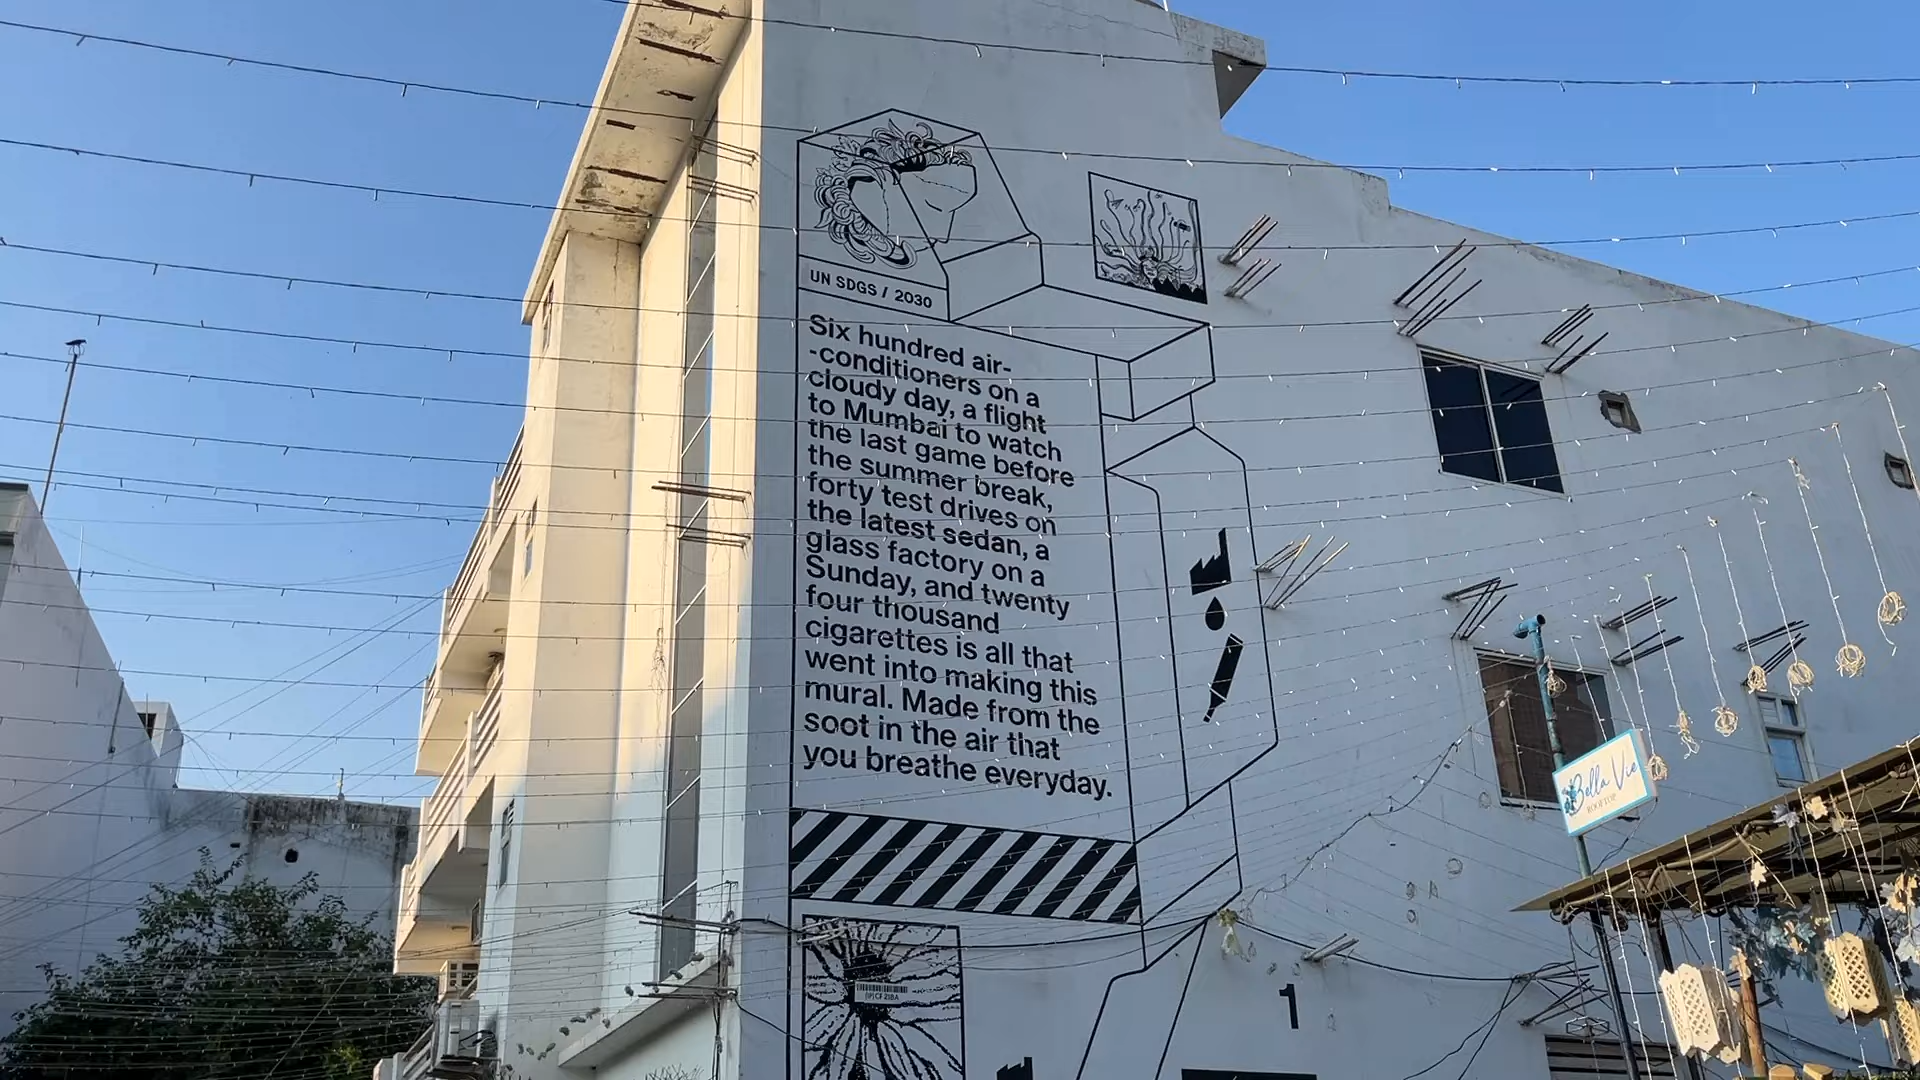 UN SDGS / 2030
Six hundred air-
-conditioners on a
cloudy day, a flight
to Mumbai to watch
the last game before
the summer break,
forty test drives on
the latest sedan, a
glass factory on a
Sunday, and twenty
four thousand
cigarettes is all that
went into making this
mural. Made from the
soot in the air that
you breathe everyday.
Bella Vie
ROOFTOP
A
1